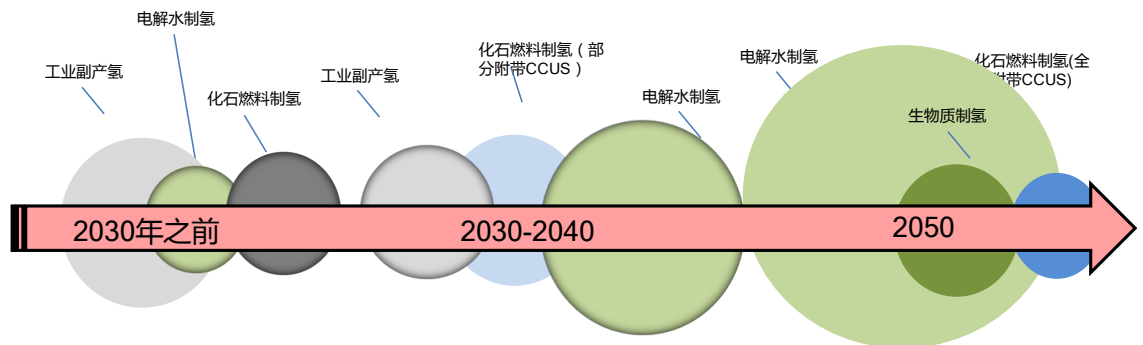 电解水制氢
工业副产氢
化石燃料制氢
工业副产氢
化石燃料制氢（部
分附带CCUS）
电解水制氢
电解水制氢
化石燃料制氢(全
附带CCUS)
生物质制氢
2030年之前
2030-2040
2050